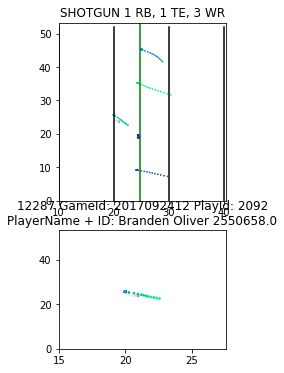 SHOTGUN 1 RB, 1 TE, 3 WR
50
40
30
20
10
0
10 20 30 40
12287 GameId: 2017092412 PlayId: 2092
PlayerName + ID: Branden Oliver 2550658.0
40
20
0
15 20 25